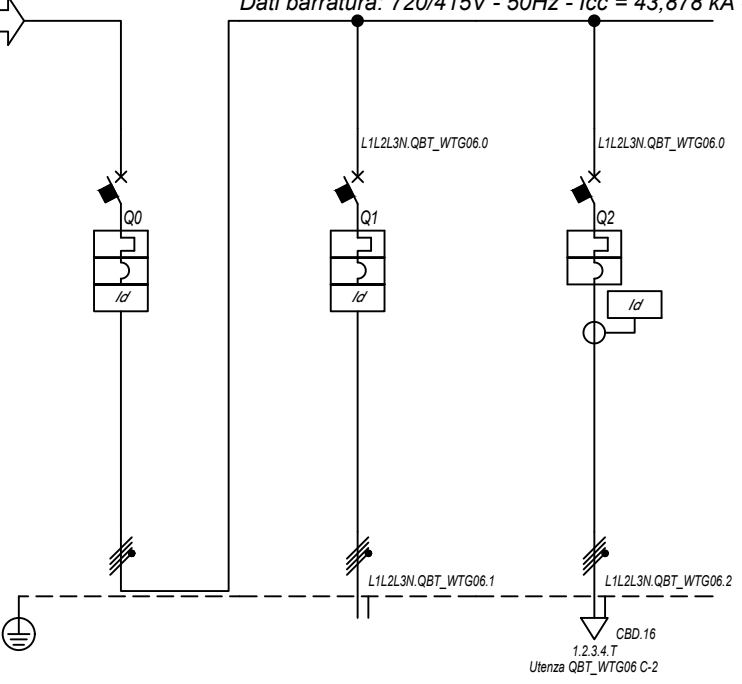 Dati barratura: 720/415V - 50Hz - Icc = 43,878 kA
L1L2L3N.QBT_WTG06.0
L1L2L3N.QBT_WTG06.0
Q0
Q1
Q2
Id
Id
Id
L1L2L3N.QBT_WTG06.1
L1L2L3N.QBT_WTG06.2
CBD.16
1.2.3.4.T
Utenza QBT_WTG06 C-2